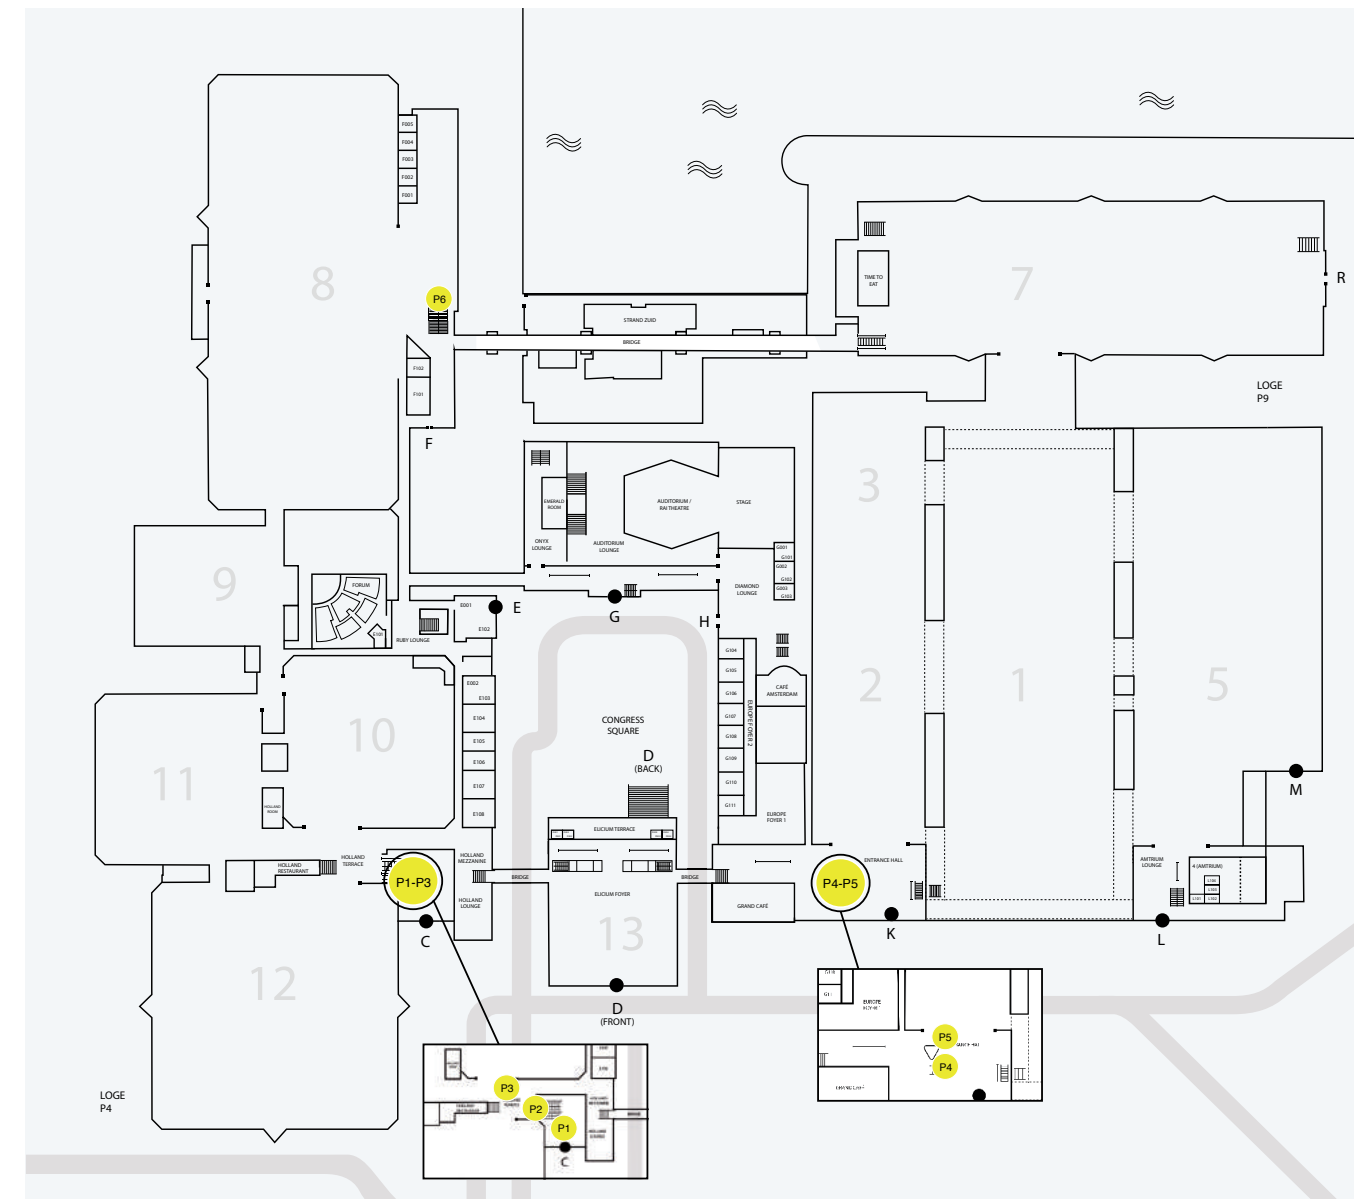 F005
F004
F003
F002
F001
8
P6
TIME TO
EAT
7
R
STRAND ZUID
BRIDGE
F102
F101
F
LOGE
P9
3
EMERALD
ROOM
ONYX
LOUNGE
AUDITORIUM
LOUNGE
AUDITORIUM /
RAI THEATRE
STAGE
G001
G101
G002
G102
G003
G103
DIAMOND
LOUNGE
9
FORUM
E101
RUBY LOUNGE
E001
E102
E
G
H
G104
G105
G106
G107
G108
G109
G110
G111
EUROPE FOYER 2
CAFÉ
AMSTERDAM
EUROPE
FOYER 1
2
1
5
M
10
11
HOLLAND
ROOM
E002
E103
E104
E105
E106
E107
E108
CONGRESS
SQUARE
D
(BACK)
ELICIUM TERRACE
ELICIUM FOYER
BRIDGE
BRIDGE
13
D
(FRONT)
HOLLAND
RESTAURANT
HOLLAND
TERRACE
HOLLAND
MEZZANINE
HOLLAND
LOUNGE
P1-P3
C
12
LOGE
P4
GRAND CAFÉ
P4-P5
ENTRANCE HALL
K
AMTRIUM
LOUNGE
4 (AMTRIUM)
L
P3
P2
P1
C
EUROPE
P5
P4
GRAND CAFÉ